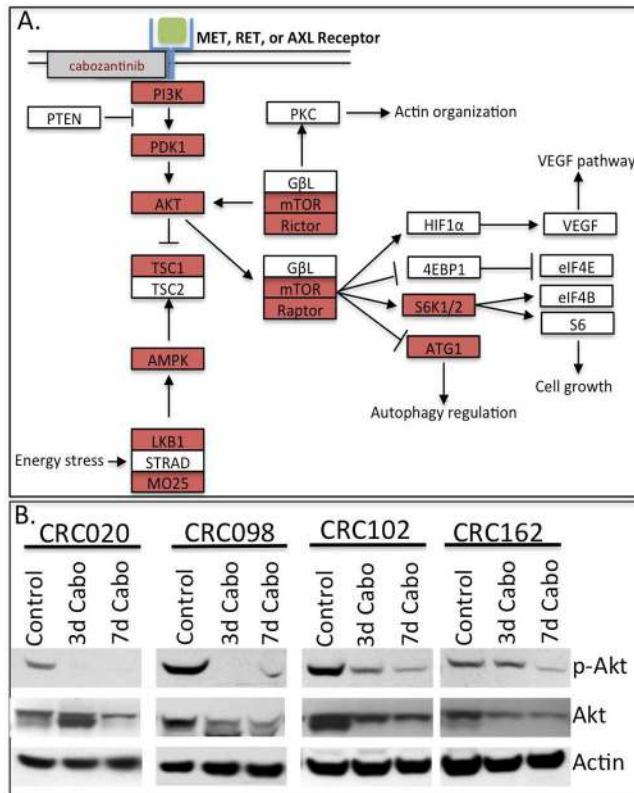 A.
MET, RET, or AXL Receptor
cabozantinib
PI3K
PTEN
PKC
Actin organization
PDK1
VEGF pathway
GβL
AKT
mTOR
Rictor
HIF1α
VEGF
TSC1
GβL
4EBP1
eIF4E
TSC2
mTOR
eIF4B
Raptor
S6K1/2
S6
AMPK
ATG1
Cell growth
Autophagy regulation
LKB1
Energy stress
STRAD
MO25
B.
CRC020 CRC098 CRC102 CRC162
Control 3d Cabo 7d Cabo Control 3d Cabo 7d Cabo Control 3d Cabo 7d Cabo Control 3d Cabo 7d Cabo
p-Akt
Akt
Actin